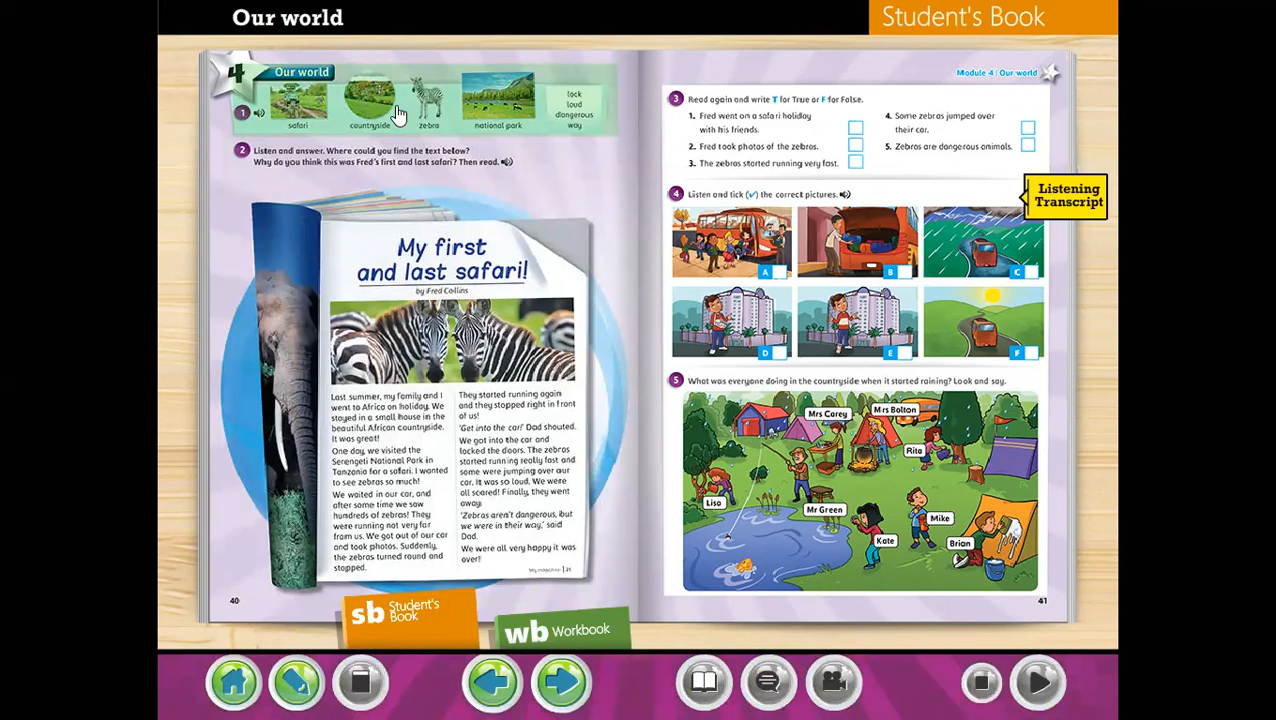 Our world
Student's Book
4 Our world
1
safari
countryside
zebra
national park
lock
loud
dangerous
way
2 Listen and answer. Where could you find the text below?
Why do you think this was Fred's first and last safari? Then read.
My first
and last safari!
by Fred Collins
Last summer, my family and I
went to Africa on holiday. We
stayed in a small house in the
beautiful African countryside.
It was great!
One day, we visited the
Serengeti National Park in
Tanzania for a safari. I wanted
to see zebras so much!
We waited in our car, and
after some time we saw
hundreds of zebras! They
were running not very far
from us. We got out of our car
and took photos. Suddenly,
the zebras turned round and
stopped.
They started running again
and they stopped right in front
of us!
'Get into the car!' Dad shouted.
We got into the car and
locked the doors. The zebras
started running really fast and
some were jumping over our
car. It was so loud. We were
all scared! Finally, they went
away.
'Zebras aren't dangerous, but
we were in their way,' said
Dad.
We were all very happy it was
over!
My magazine | 21
40
Module 4 : Our world
3 Read again and write T for True or F for False.
1. Fred went on a safari holiday
with his friends.
2. Fred took photos of the zebras.
3. The zebras started running very fast.
4. Some zebras jumped over
their car.
5. Zebras are dangerous animals.
4 Listen and tick (✓) the correct pictures.
Listening
Transcript
A
B
C
D
E
F
5 What was everyone doing in the countryside when it started raining? Look and say.
Mrs Carey
Mrs Bolton
Rita
Lisa
Mr Green
Mike
Kate
Brian
41
sb Student's
Book
wb Workbook